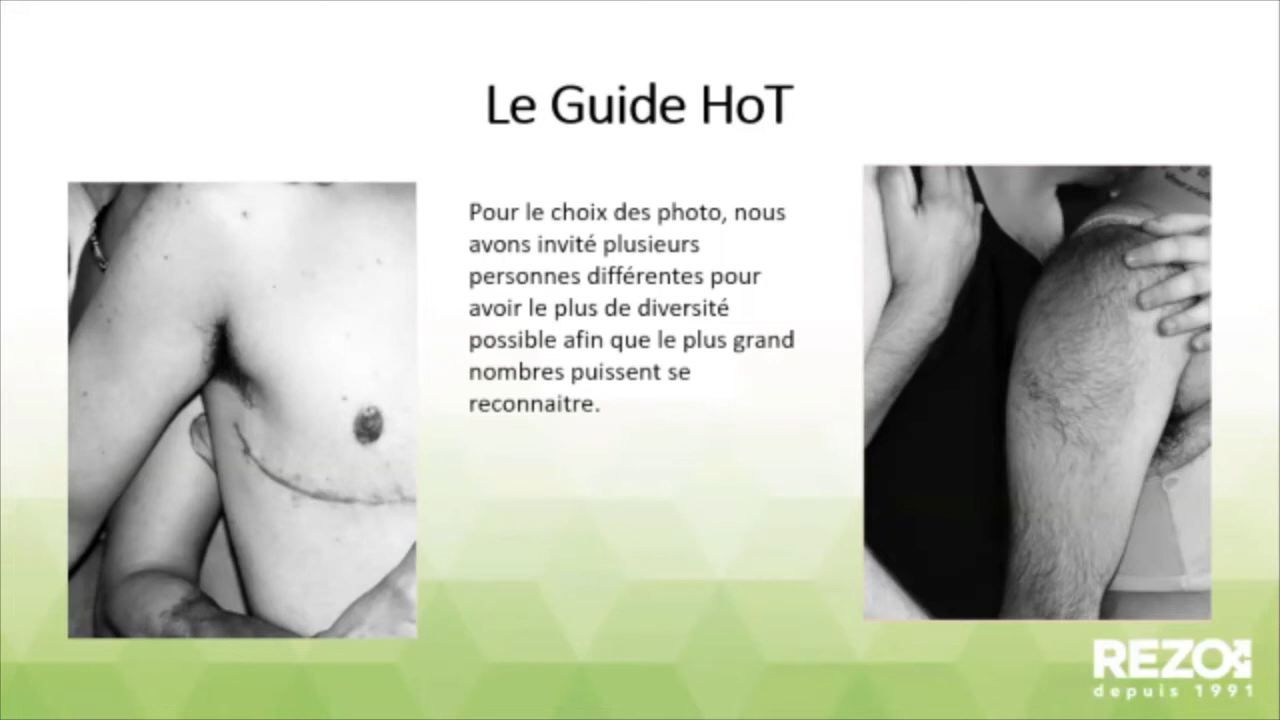 Le Guide HoT
Pour le choix des photo, nous
avons invité plusieurs
personnes différentes pour
avoir le plus de diversité
possible afin que le plus grand
nombres puissent se
reconnaitre.
REZO
depuis 1991